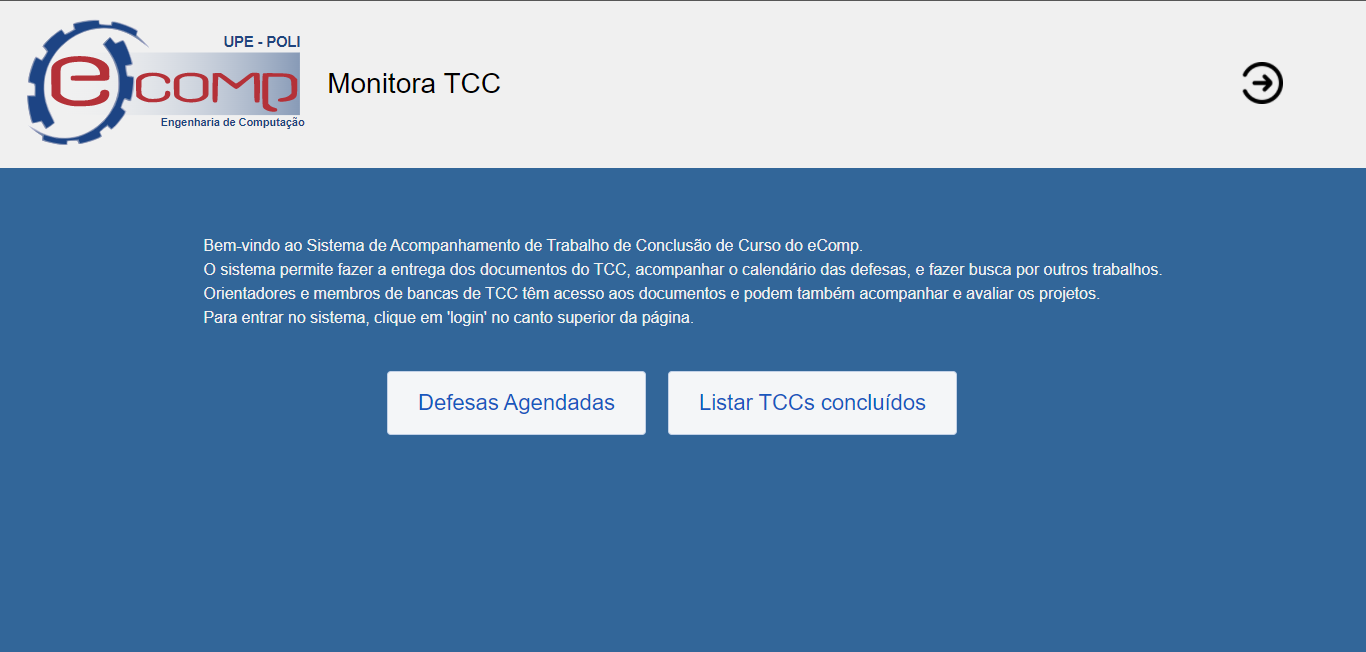 UPE - POLI
ecomp
Engenharia de Computação
Monitora TCC
Bem-vindo ao Sistema de Acompanhamento de Trabalho de Conclusão de Curso do eComp.
O sistema permite fazer a entrega dos documentos do TCC, acompanhar o calendário das defesas, e fazer busca por outros trabalhos.
Orientadores e membros de bancas de TCC têm acesso aos documentos e podem também acompanhar e avaliar os projetos.
Para entrar no sistema, clique em 'login' no canto superior da página.
Defesas Agendadas
Listar TCCs concluídos